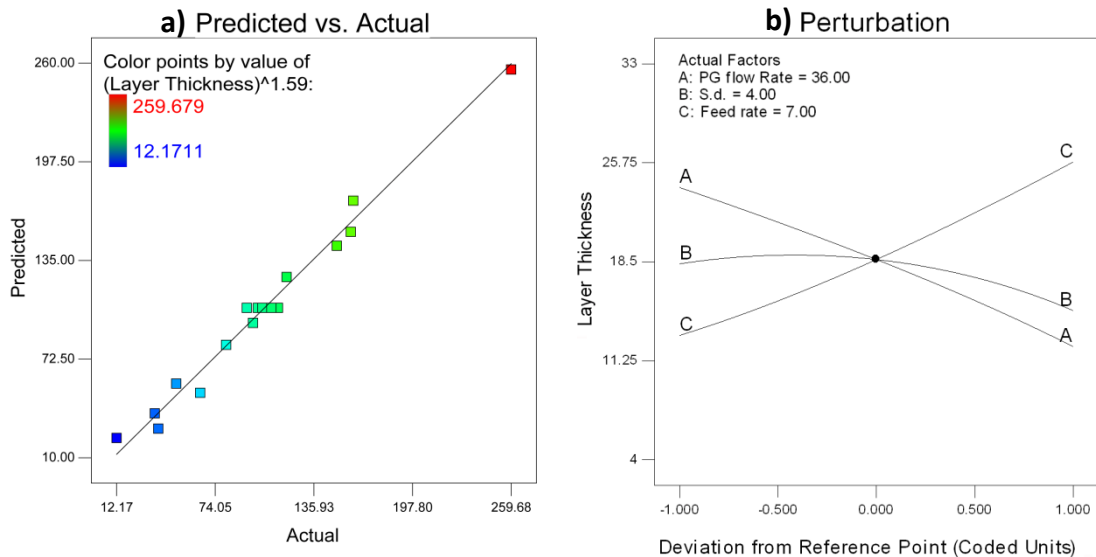 a) Predicted vs. Actual
Color points by value of
(Layer Thickness)^1.59:
259.679
12.1711
260.00
197.50
135.00
72.50
10.00
Predicted
12.17
74.05
135.93
197.80
259.68
Actual
b) Perturbation
Actual Factors
A: PG flow Rate = 36.00
B: S.d. = 4.00
C: Feed rate = 7.00
33
25.75
18.5
11.25
4
Layer Thickness
A
B
C
C
B
A
-1.000
-0.500
0.000
0.500
1.000
Deviation from Reference Point (Coded Units)